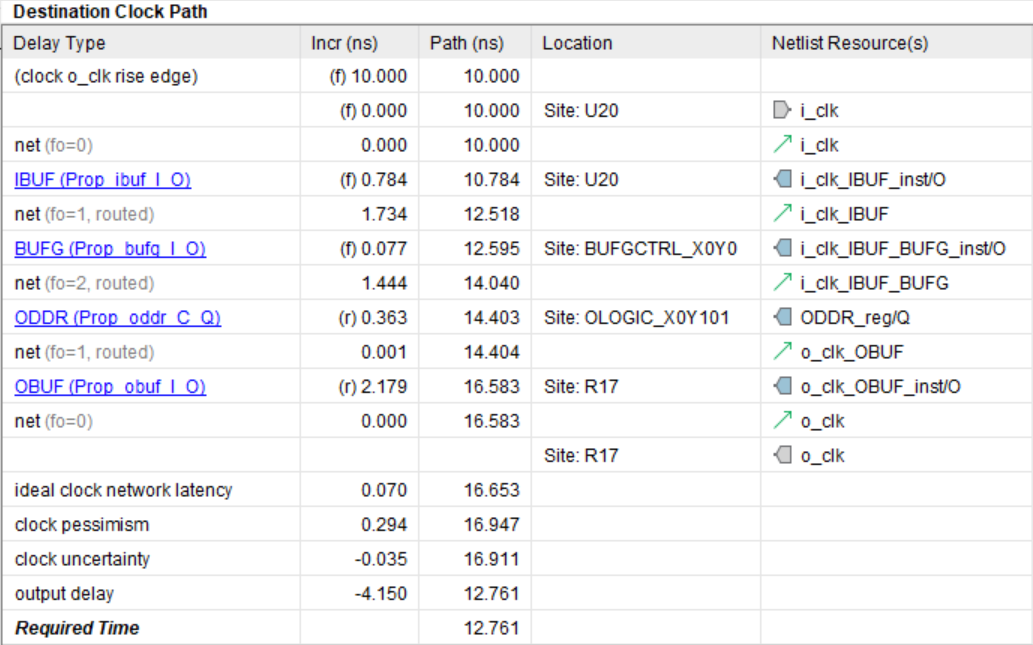 Destination Clock Path
Delay Type Incr (ns) Path (ns) Location Netlist Resource(s)
(clock o_clk rise edge) (f) 10.000 10.000
(f) 0.000 10.000 Site: U20 i_clk
net (fo=0) 0.000 10.000 i_clk
IBUF (Prop_ibuf_I_O) (f) 0.784 10.784 Site: U20 i_clk_IBUF_inst/O
net (fo=1, routed) 1.734 12.518 i_clk_IBUF
BUFG (Prop_bufg_I_O) (f) 0.077 12.595 Site: BUFGCTRL_X0Y0 i_clk_IBUF_BUFG_inst/O
net (fo=2, routed) 1.444 14.040 i_clk_IBUF_BUFG
ODDR (Prop_oddr_C_Q) (r) 0.363 14.403 Site: OLOGIC_X0Y101 ODDR_reg/Q
net (fo=1, routed) 0.001 14.404 o_clk_OBUF
OBUF (Prop_obuf_I_O) (r) 2.179 16.583 Site: R17 o_clk_OBUF_inst/O
net (fo=0) 0.000 16.583 o_clk
Site: R17 o_clk
ideal clock network latency 0.070 16.653
clock pessimism 0.294 16.947
clock uncertainty -0.035 16.911
output delay -4.150 12.761
Required Time 12.761